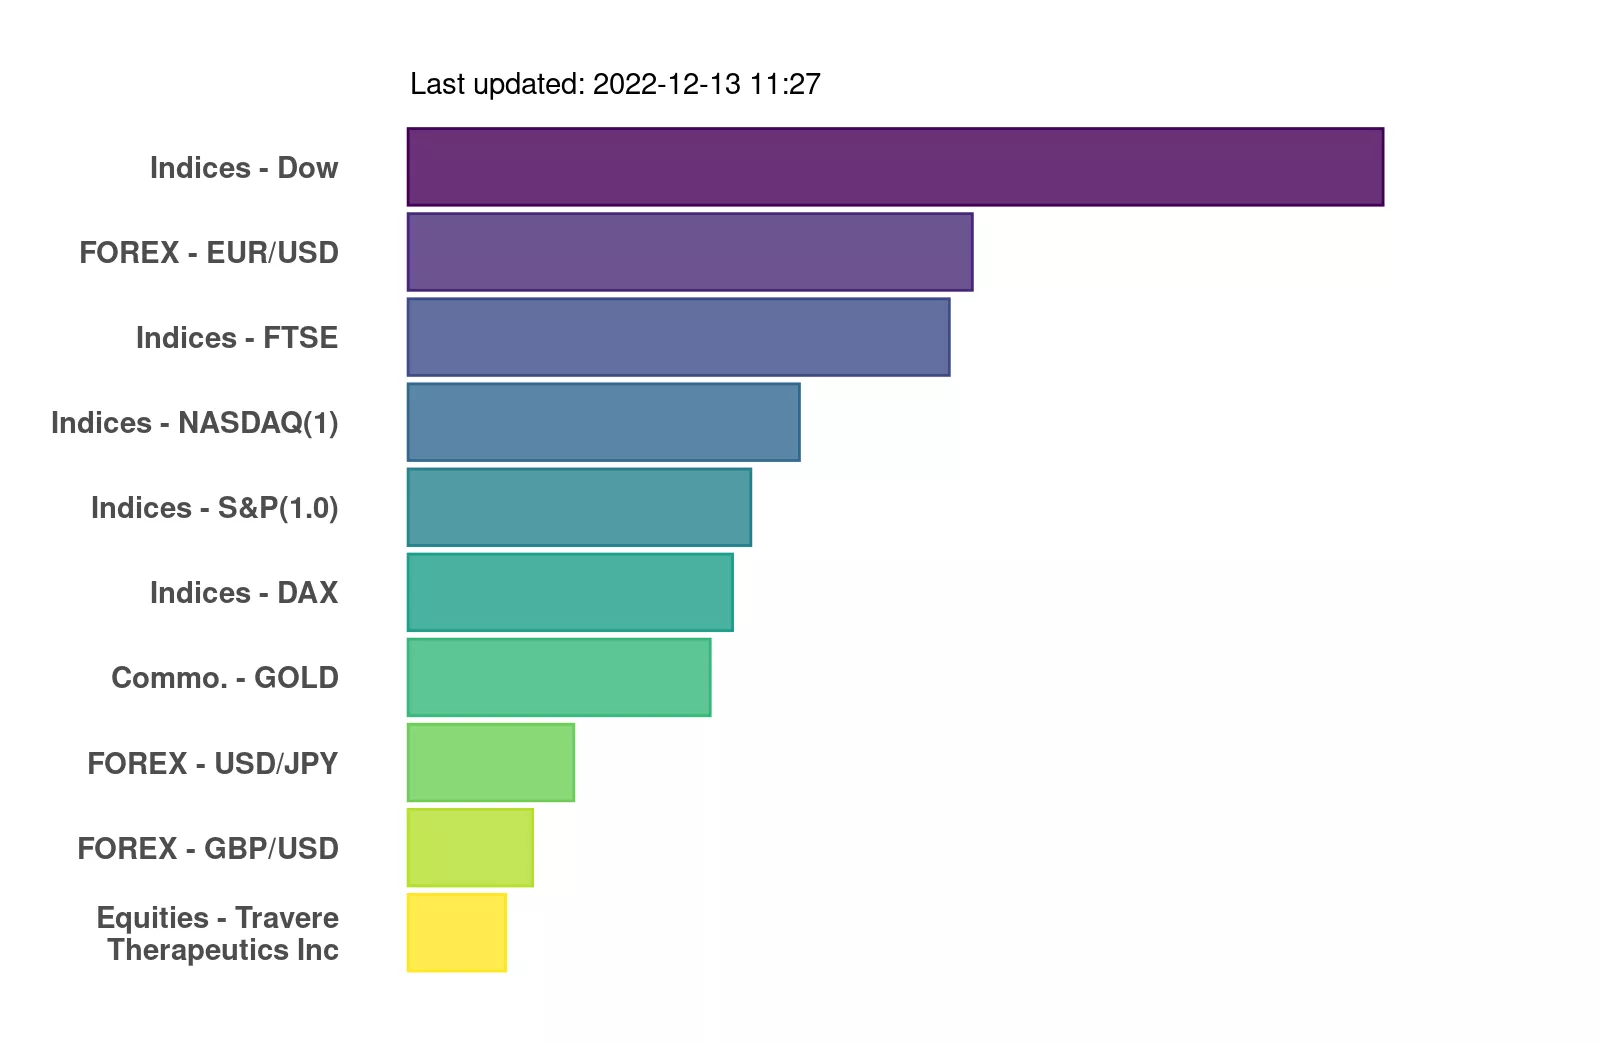 Last updated: 2022-12-13 11:27
Indices - Dow
FOREX - EUR/USD
Indices - FTSE
Indices - NASDAQ(1)
Indices - S&P(1.0)
Indices - DAX
Commo. - GOLD
FOREX - USD/JPY
FOREX - GBP/USD
Equities - Travere
Therapeutics Inc